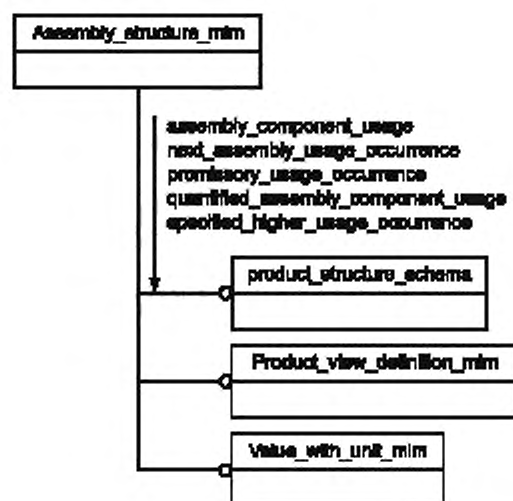 Assembly_structure_mim
assembly_component_usage
next_assembly_usage_occurrence
promissory_usage_occurrence
quantified_assembly_component_usage
specified_higher_usage_occurrence
product_structure_schema
Product_view_definition_mim
Value_with_unit_mim